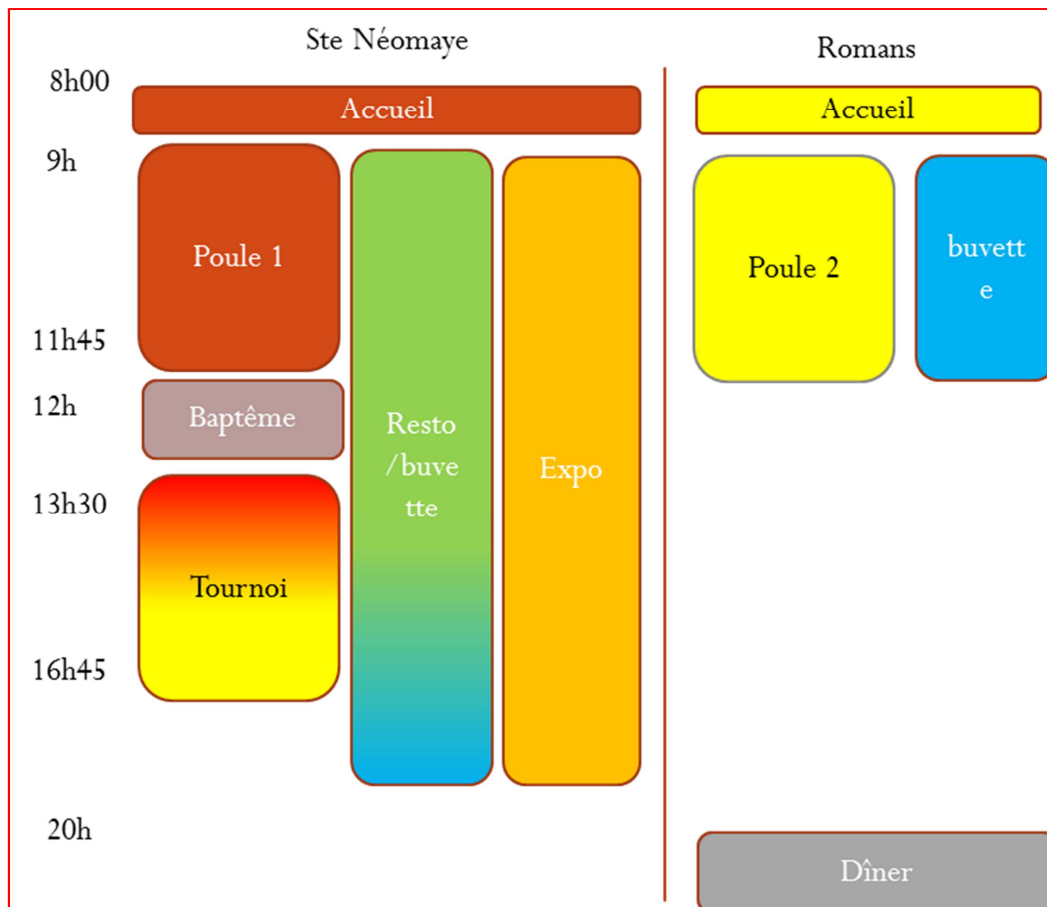 Ste Néomaye
Romans
8h00
Accueil
Accueil
9h
Poule 1
Poule 2
buvett
e
11h45
12h
Baptême
Resto
/buve
tte
Expo
13h30
Tournoi
16h45
20h
Dîner